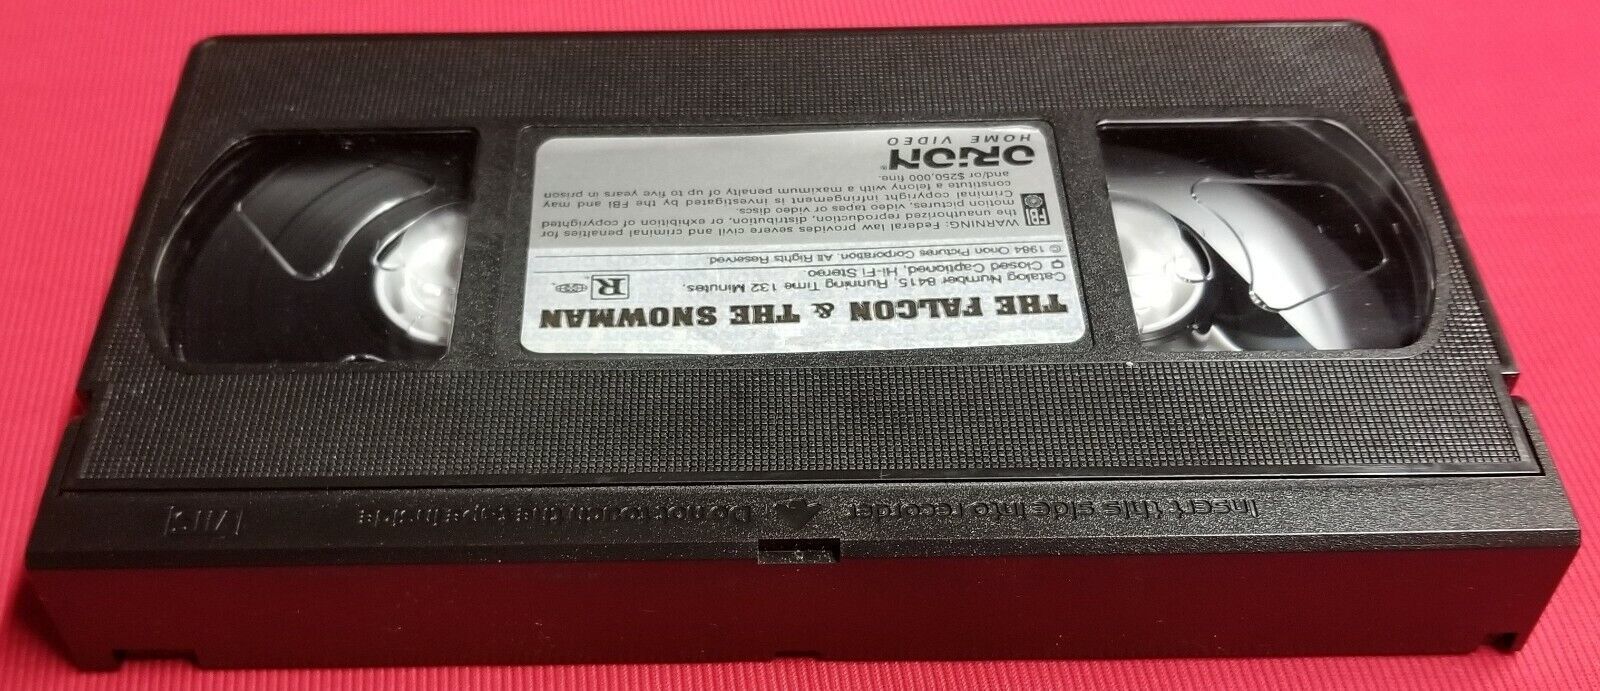 THE FALCON & THE SNOWMAN
Catalog Number 8415, Running Time 132 Minutes.
Closed Captioned, Hi-Fi Stereo
R
© 1984 Orion Pictures Corporation. All Rights Reserved
WARNING: Federal law provides severe civil and criminal penalties for
the unauthorized reproduction, distribution, or exhibition of copyrighted
motion pictures, video tapes or video discs.
FBI
Criminal copyright infringement is investigated by the FBI and may
constitute a felony with a maximum penalty of up to five years in prison
and/or $250,000 fine.
ORION®
HOME VIDEO
Insert this side into recorder
Do not touch the tape inside
VHS